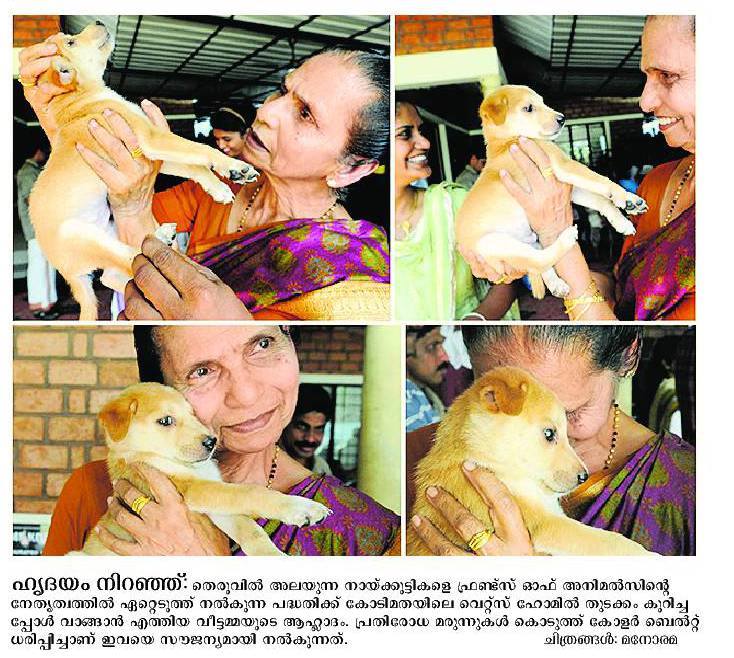 ഹൃദയം നിറഞ്ഞ്: തെരുവിൽ അലയുന്ന നായ്ക്കുട്ടികളെ ഫ്രണ്ട്സ് ഓഫ് അനിമൽസിന്റെ
നേതൃത്വത്തിൽ ഏറ്റെടുത്ത് നൽകുന്ന പദ്ധതിക്ക് കോടിമതയിലെ വെറ്റ്സ് ഹോമിൽ തുടക്കം കുറിച്ച
പ്പോൾ വാങ്ങാൻ എത്തിയ വീട്ടമ്മയുടെ ആഹ്ലാദം. പ്രതിരോധ മരുന്നുകൾ കൊടുത്ത് കോളർ ബെൽറ്റ്
ധരിപ്പിച്ചാണ് ഇവയെ സൗജന്യമായി നൽകുന്നത്. ചിത്രങ്ങൾ: മനോരമ